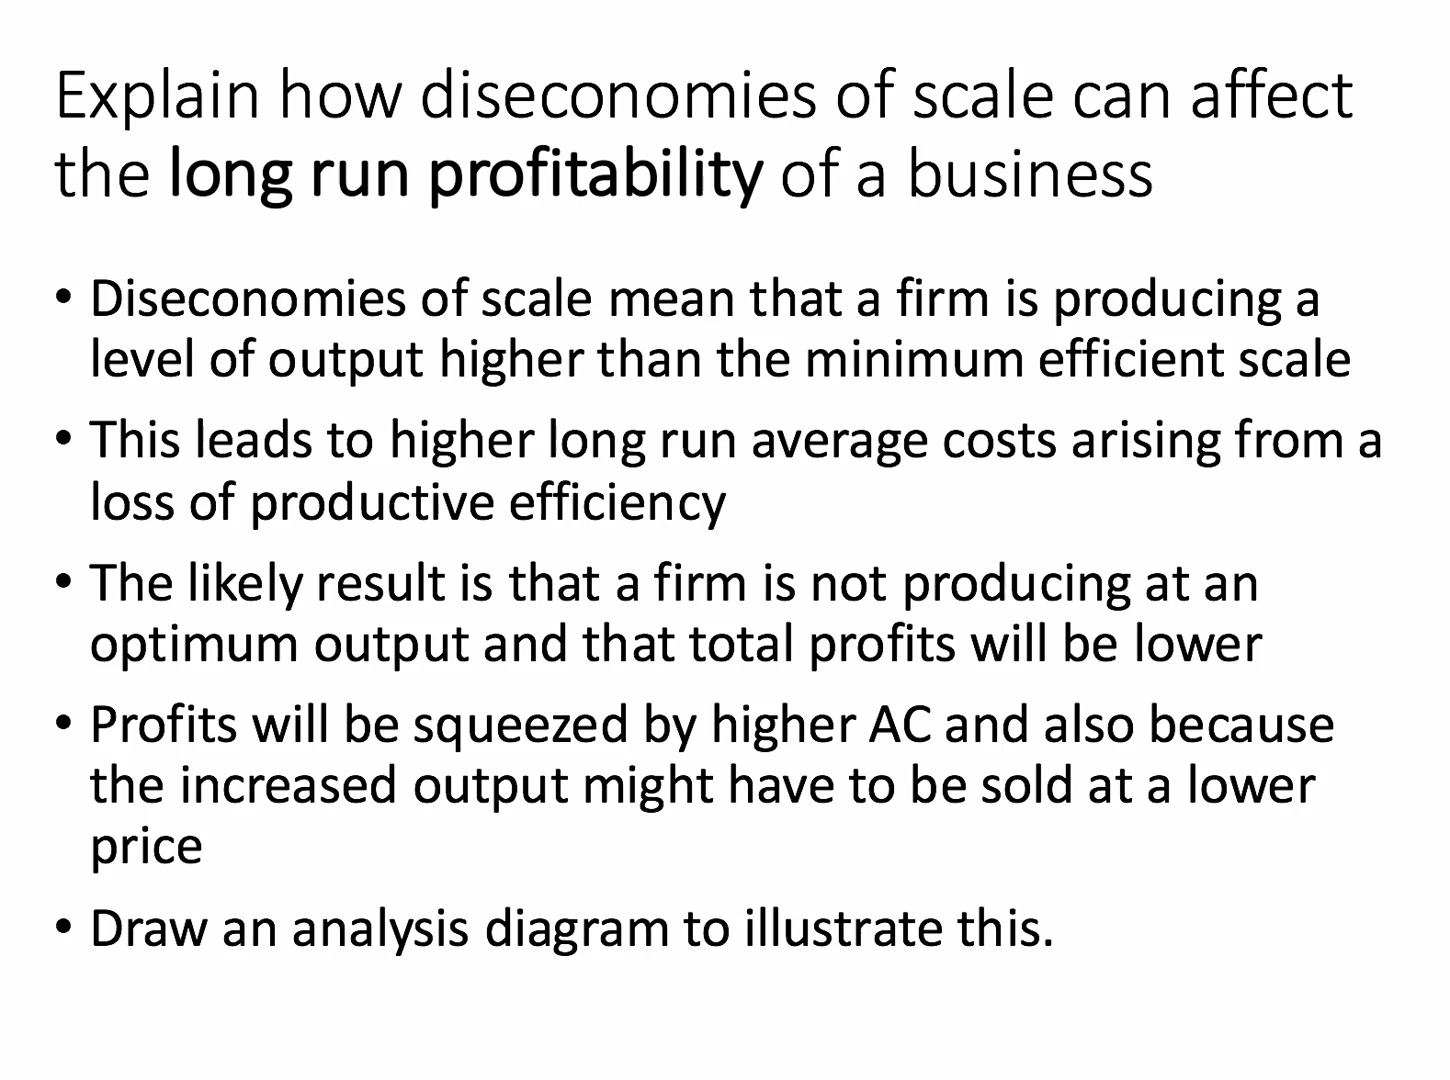 Explain how diseconomies of scale can affect
the long run profitability of a business
• Diseconomies of scale mean that a firm is producing a
level of output higher than the minimum efficient scale
• This leads to higher long run average costs arising from a
loss of productive efficiency
• The likely result is that a firm is not producing at an
optimum output and that total profits will be lower
• Profits will be squeezed by higher AC and also because
the increased output might have to be sold at a lower
price
• Draw an analysis diagram to illustrate this.